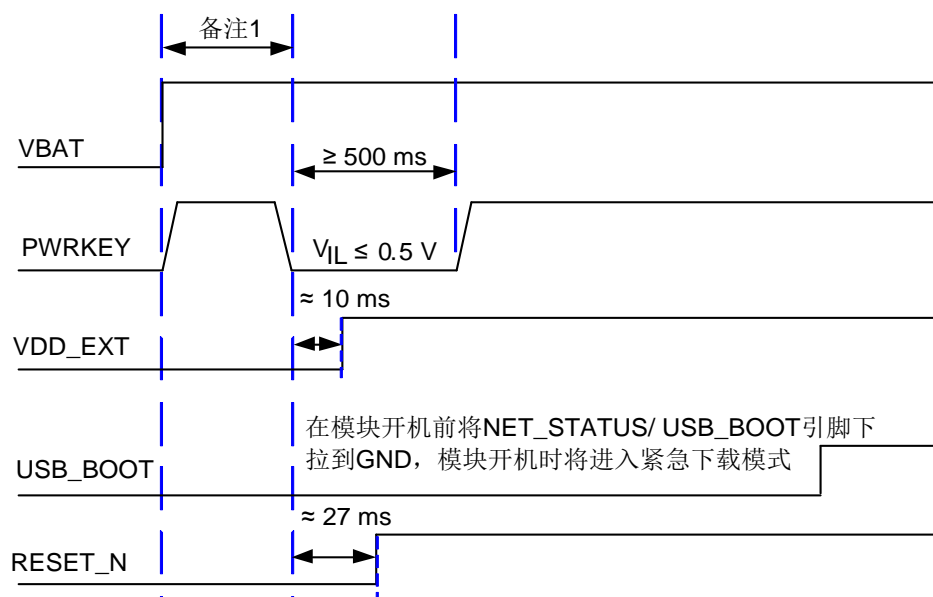 备注1
VBAT
≥ 500 ms
PWRKEY
VIL ≤ 0.5 V
≈ 10 ms
VDD_EXT
在模块开机前将NET_STATUS/ USB_BOOT引脚下
拉到GND，模块开机时将进入紧急下载模式
USB_BOOT
≈ 27 ms
RESET_N